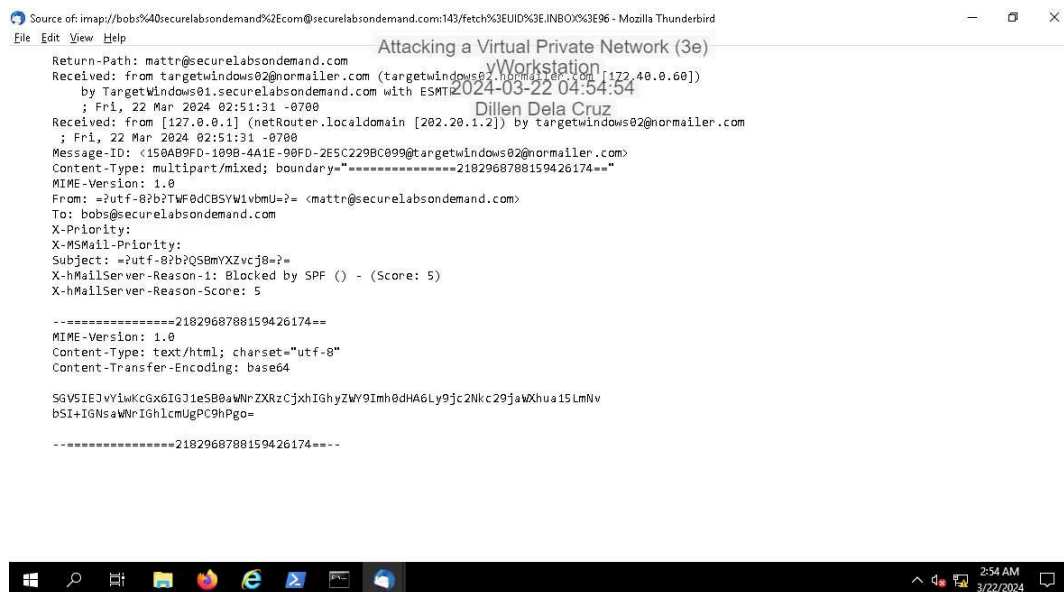 Source of: imap://bobs%40securelabsondemand%2Ecom@securelabsondemand.com:143/fetch%3EUID%3E.INBOX%3E96 - Mozilla Thunderbird
File Edit View Help
Attacking a Virtual Private Network (3e)
vWorkstation
2024-03-22 04:54:54
Dillen Dela Cruz
Return-Path: mattr@securelabsondemand.com
Received: from targetwindows02@normailer.com (targetwindows02.normailer.com [172.40.0.60])
by TargetWindows01.securelabsondemand.com with ESMTP
; Fri, 22 Mar 2024 02:51:31 -0700
Received: from [127.0.0.1] (netRouter.localdomain [202.20.1.2]) by targetwindows02@normailer.com
; Fri, 22 Mar 2024 02:51:31 -0700
Message-ID: <150AB9FD-109B-4A1E-90FD-2E5C229BC099@targetwindows02@normailer.com>
Content-Type: multipart/mixed; boundary="===============2182968788159426174=="
MIME-Version: 1.0
From: =?utf-8?b?TWF0dCBSYW1vbmU=?= <mattr@securelabsondemand.com>
To: bobs@securelabsondemand.com
X-Priority:
X-MSMail-Priority:
Subject: =?utf-8?b?QSBmYXZvcj8=?=
X-hMailServer-Reason-1: Blocked by SPF () - (Score: 5)
X-hMailServer-Reason-Score: 5
--===============2182968788159426174==
MIME-Version: 1.0
Content-Type: text/html; charset="utf-8"
Content-Transfer-Encoding: base64
SGV5IEJvYiwKcGx6IGJ1eSB0aWNrZXRzCjxhIGhyZWY9Imh0dHA6Ly9jc2Nkc29jaWXhua15LmNv
bSI+IGNsaWNrIGhlcmUgPC9hPgo=
--===============2182968788159426174==--
2:54 AM
3/22/2024